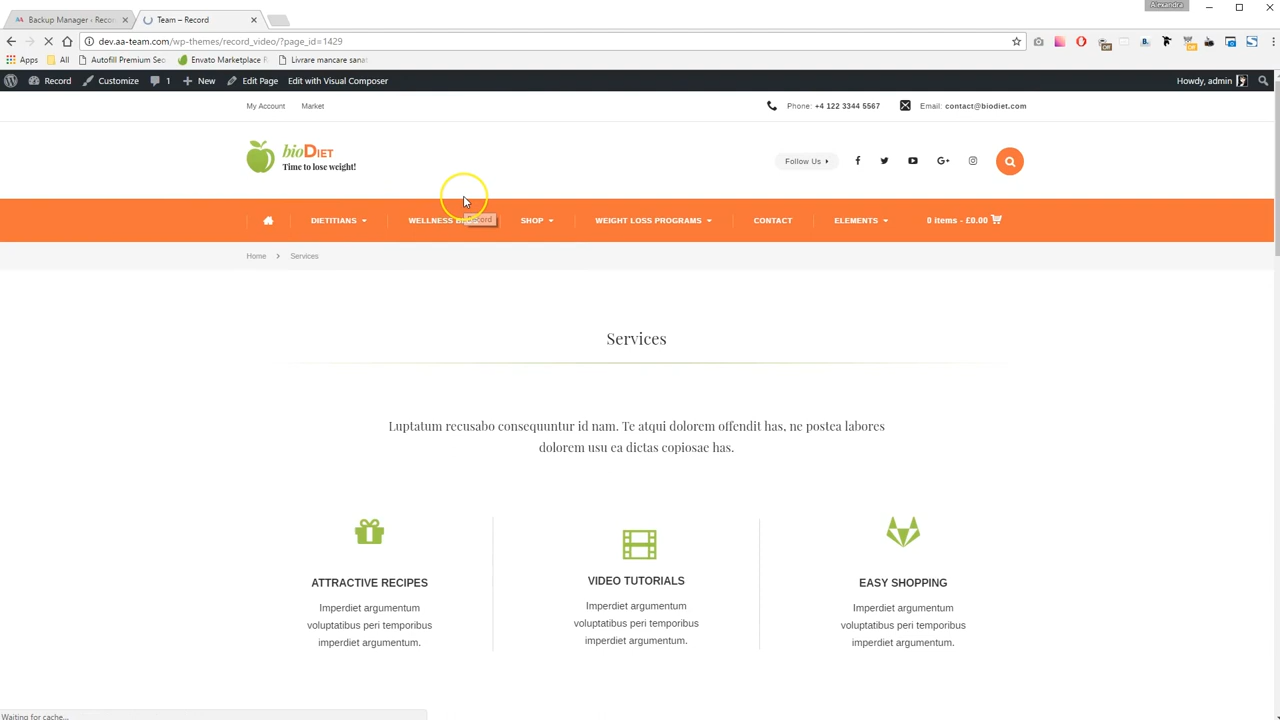 Alexandra
Backup Manager ‹ Recor
Team – Record
dev.aa-team.com/wp-themes/record_video/?page_id=1429
Apps All Autofill Premium Seo Envato Marketplace Livrare mancare sanat
Record Customize 1 New Edit Page Edit with Visual Composer Howdy, admin
My Account Market Phone: +4 122 3344 5567 Email: contact@biodiet.com
bioDIET
Time to lose weight!
Follow Us
DIETITIANS WELLNESS SHOP WEIGHT LOSS PROGRAMS CONTACT ELEMENTS 0 items - £0.00
Home Services
Services
Luptatum recusabo consequuntur id nam. Te atqui dolorem offendit has, ne postea labores
dolorem usu ea dictas copiosae has.
ATTRACTIVE RECIPES
Imperdiet argumentum
voluptatibus peri temporibus
imperdiet argumentum.
VIDEO TUTORIALS
Imperdiet argumentum
voluptatibus peri temporibus
imperdiet argumentum.
EASY SHOPPING
Imperdiet argumentum
voluptatibus peri temporibus
imperdiet argumentum.
Waiting for cache...